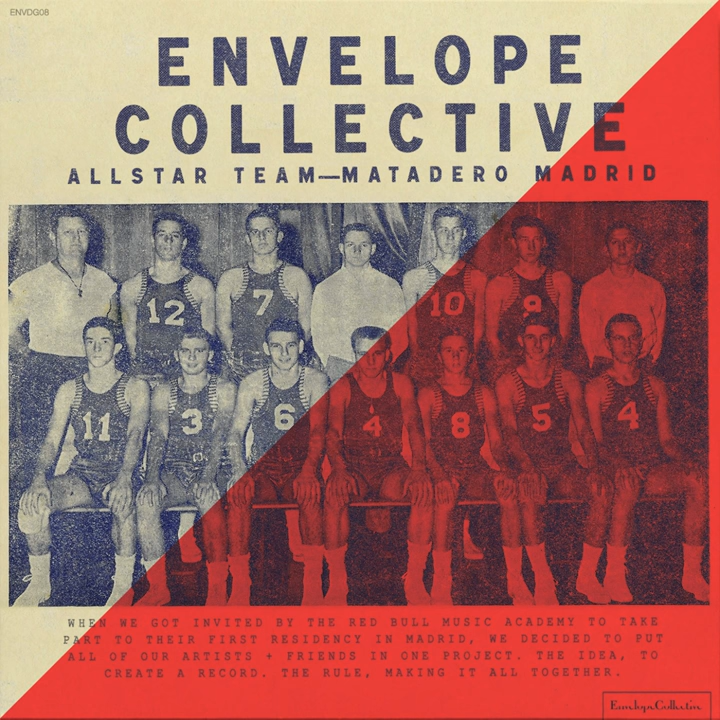 ENVDG08
ENVELOPE
COLLECTIVE
ALLSTAR TEAM—MATADERO MADRID
12
7
10
9
11
3
6
4
8
5
4
WHEN WE GOT INVITED BY THE RED BULL MUSIC ACADEMY TO TAKE
PART TO THEIR FIRST RESIDENCY IN MADRID, WE DECIDED TO PUT
ALL OF OUR ARTISTS + FRIENDS IN ONE PROJECT. THE IDEA, TO
CREATE A RECORD. THE RULE, MAKING IT ALL TOGETHER.